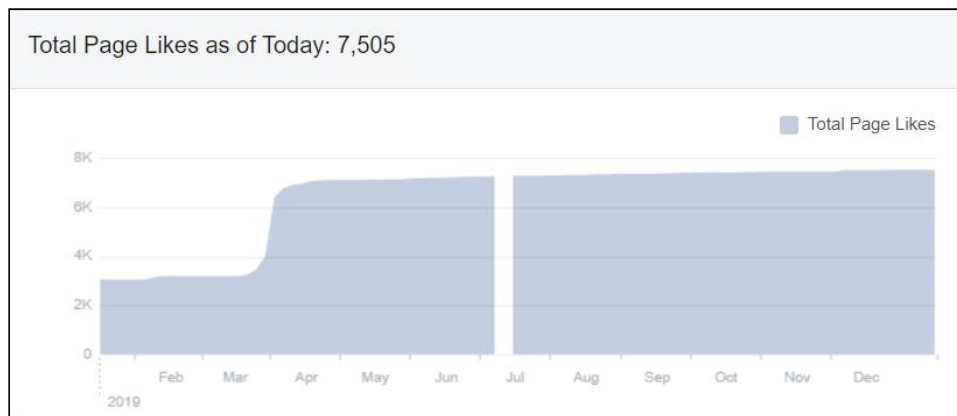 Total Page Likes as of Today: 7,505
Total Page Likes
8K
6K
4K
2K
0
Feb Mar Apr May Jun Jul Aug Sep Oct Nov Dec
2019